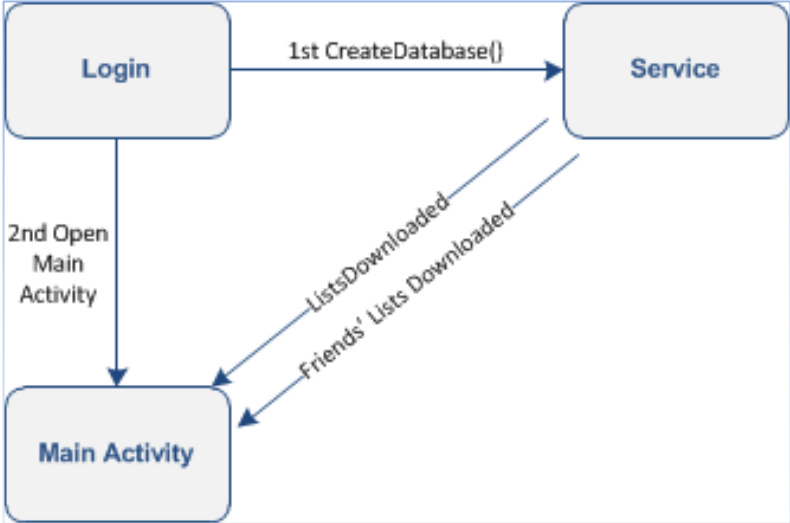 Login
1st CreateDatabase()
Service
2nd Open
Main
Activity
ListsDownloaded
Friends' Lists Downloaded
Main Activity